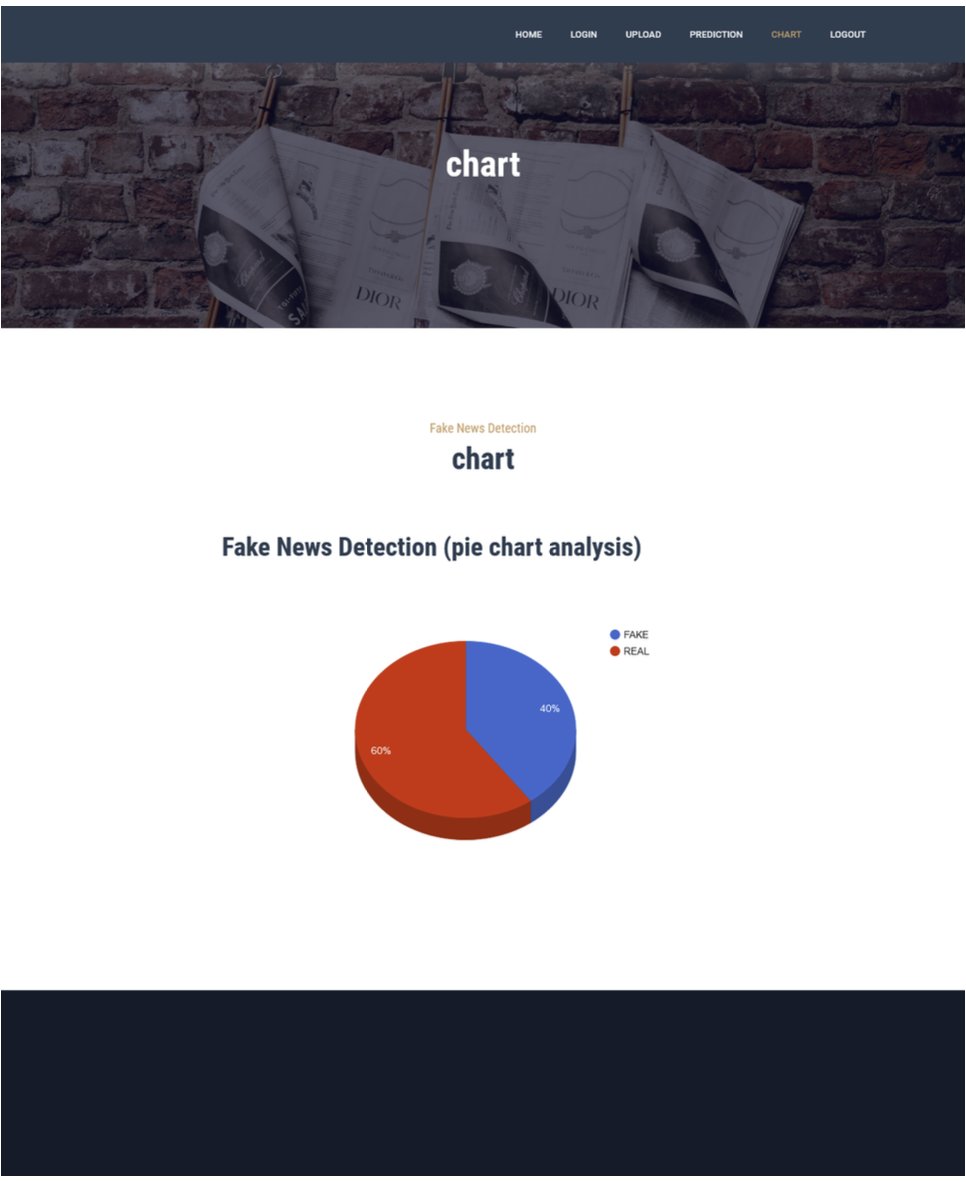 HOME LOGIN UPLOAD PREDICTION CHART LOGOUT
chart
DIOR
DIOR
Fake News Detection
chart
Fake News Detection (pie chart analysis)
FAKE
REAL
40%
60%